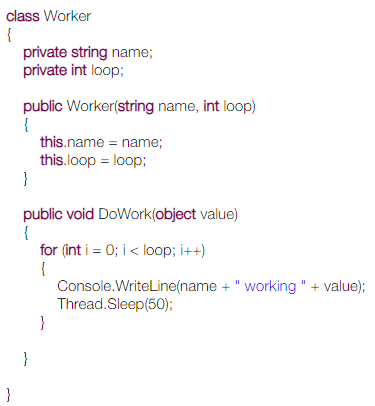 class Worker
{
    private string name;
    private int loop;

    public Worker(string name, int loop)
    {
        this.name = name;
        this.loop = loop;
    }

    public void DoWork(object value)
    {
        for (int i = 0; i < loop; i++)
        {
            Console.WriteLine(name + " working " + value);
            Thread.Sleep(50);
        }

    }

}